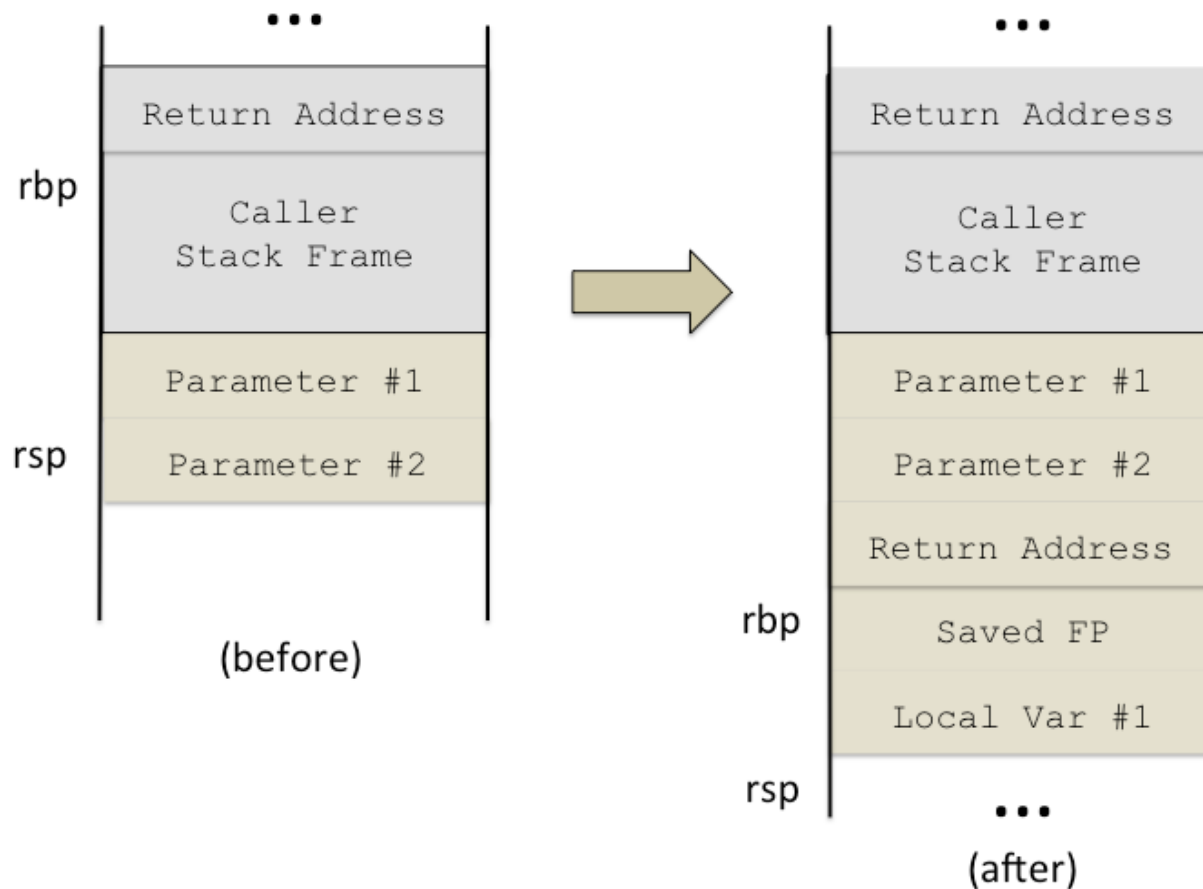 ...
Return Address
rbp
Caller
Stack Frame
Parameter #1
rsp
Parameter #2
(before)
...
Return Address
Caller
Stack Frame
Parameter #1
Parameter #2
Return Address
rbp
Saved FP
Local Var #1
rsp
...
(after)